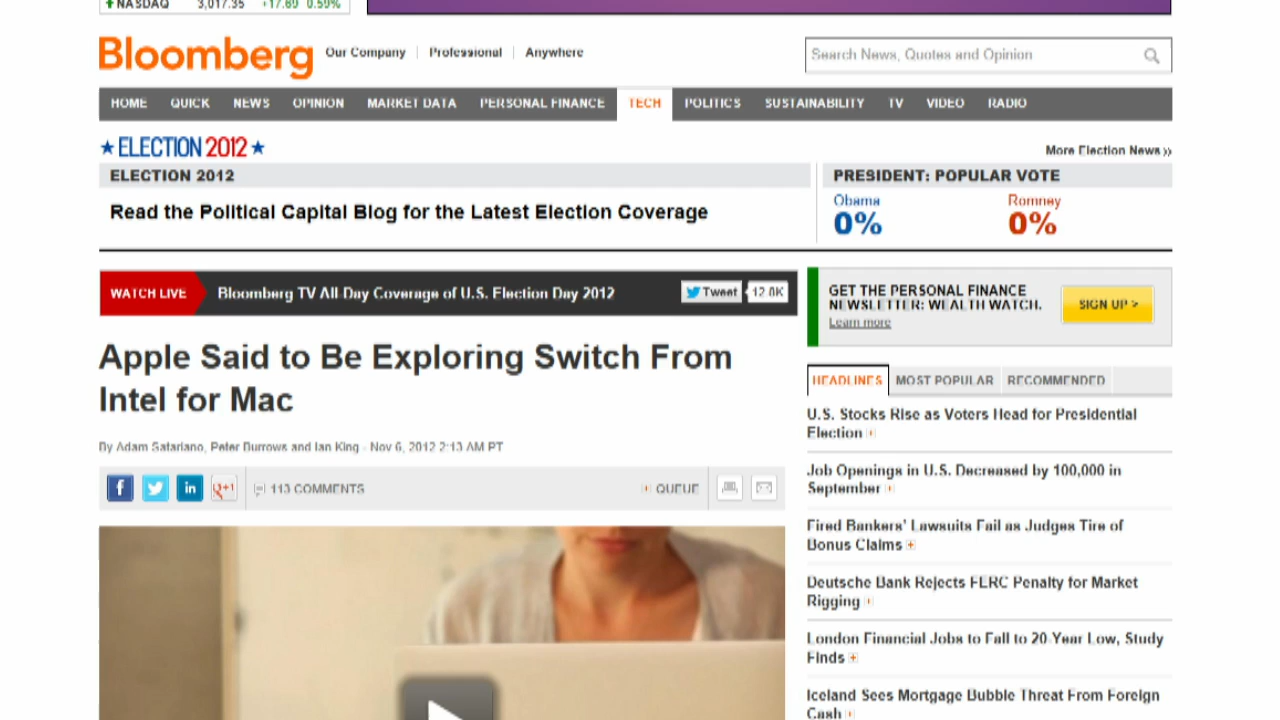 NASDAQ 3,017.35 +17.69 0.59%
Bloomberg
Our Company Professional Anywhere
Search News, Quotes and Opinion
HOME QUICK NEWS OPINION MARKET DATA PERSONAL FINANCE TECH POLITICS SUSTAINABILITY TV VIDEO RADIO
ELECTION 2012
More Election News »
ELECTION 2012
Read the Political Capital Blog for the Latest Election Coverage
PRESIDENT: POPULAR VOTE
Obama Romney
0% 0%
WATCH LIVE Bloomberg TV All Day Coverage of U.S. Election Day 2012 Tweet 12.8K
GET THE PERSONAL FINANCE
NEWSLETTER: WEALTH WATCH.
Learn more
SIGN UP >
Apple Said to Be Exploring Switch From
Intel for Mac
By Adam Satariano, Peter Burrows and Ian King - Nov 6, 2012 2:13 AM PT
f in g+1 113 COMMENTS + QUEUE
HEADLINES MOST POPULAR RECOMMENDED
U.S. Stocks Rise as Voters Head for Presidential
Election +
Job Openings in U.S. Decreased by 100,000 in
September +
Fired Bankers' Lawsuits Fail as Judges Tire of
Bonus Claims +
Deutsche Bank Rejects FERC Penalty for Market
Rigging +
London Financial Jobs to Fall to 20-Year Low, Study
Finds +
Iceland Sees Mortgage Bubble Threat From Foreign
Cash +